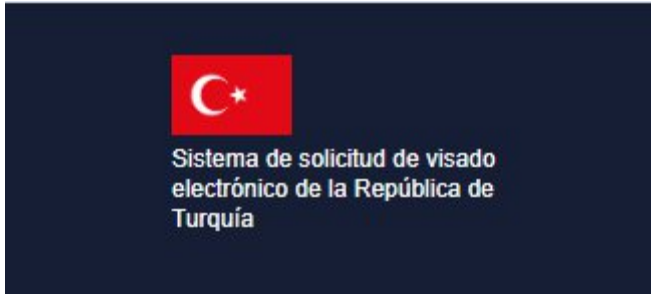 Sistema de solicitud de visado
electrónico de la República de
Turquía